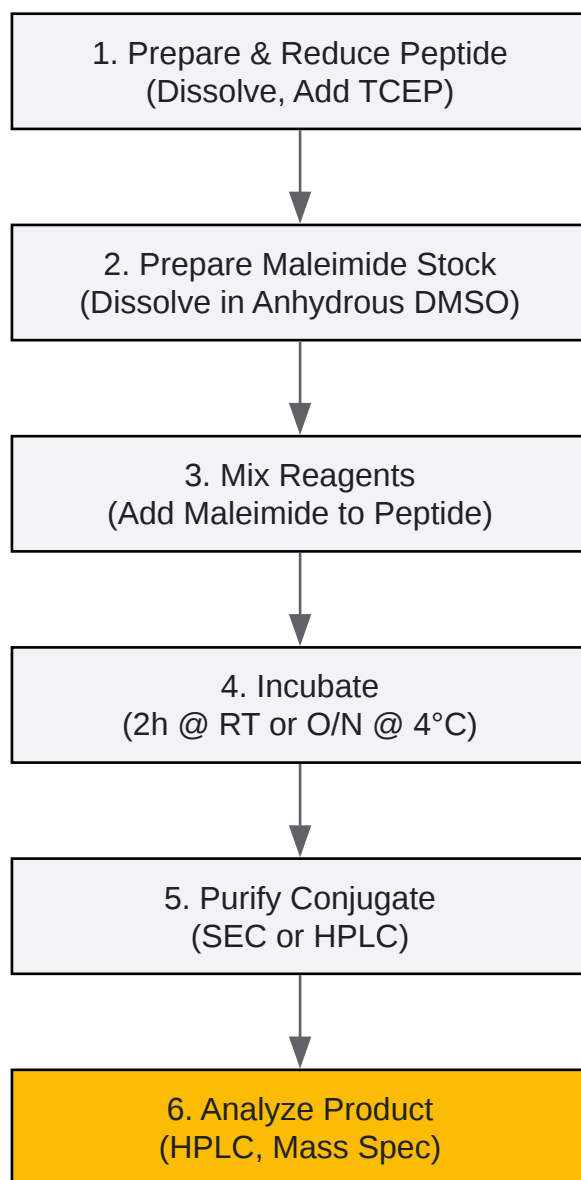 1. Prepare & Reduce Peptide
(Dissolve, Add TCEP)
2. Prepare Maleimide Stock
(Dissolve in Anhydrous DMSO)
3. Mix Reagents
(Add Maleimide to Peptide)
4. Incubate
(2h @ RT or O/N @ 4°C)
5. Purify Conjugate
(SEC or HPLC)
6. Analyze Product
(HPLC, Mass Spec)